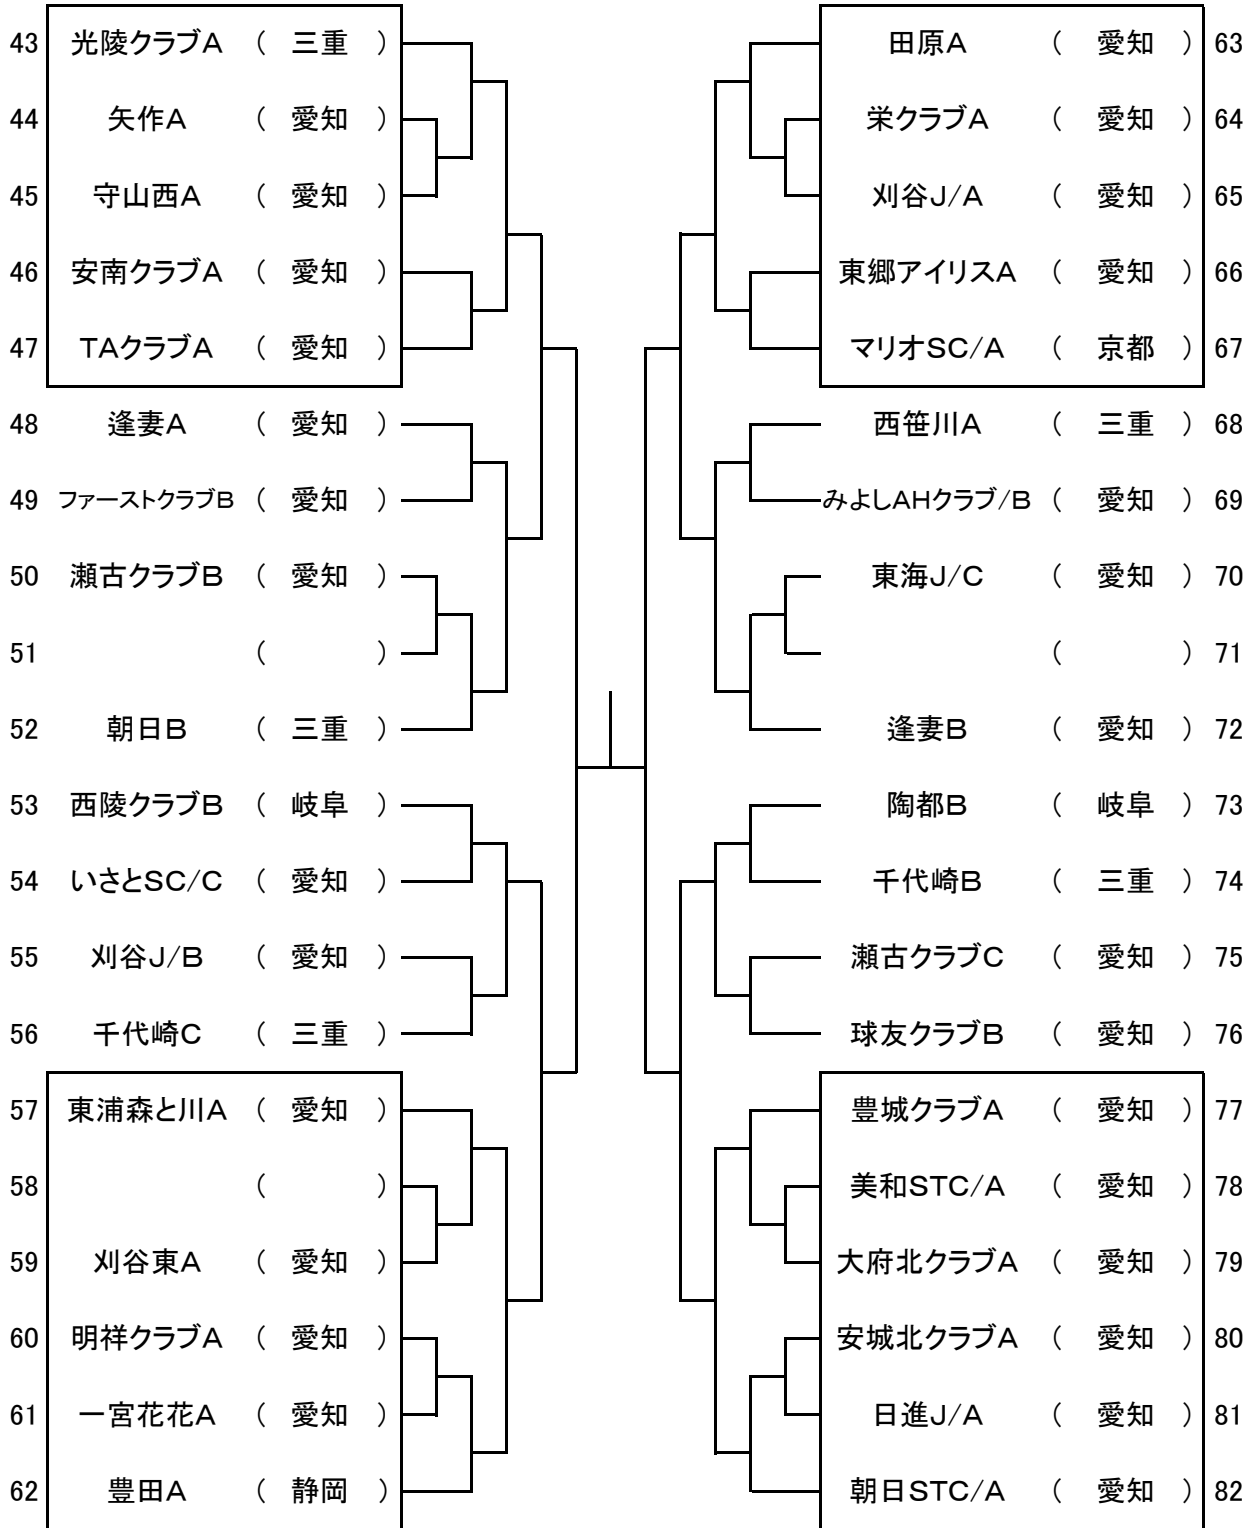 43 光陵クラブA ( 三重 )
44 矢作A ( 愛知 )
45 守山西A ( 愛知 )
46 安南クラブA ( 愛知 )
47 TAクラブA ( 愛知 )
48 逢妻A ( 愛知 )
49 ファーストクラブB ( 愛知 )
50 瀬古クラブB ( 愛知 )
51 ( )
52 朝日B ( 三重 )
53 西陵クラブB ( 岐阜 )
54 いさとSC/C ( 愛知 )
55 刈谷J/B ( 愛知 )
56 千代崎C ( 三重 )
57 東浦森と川A ( 愛知 )
58 ( )
59 刈谷東A ( 愛知 )
60 明祥クラブA ( 愛知 )
61 一宮花花A ( 愛知 )
62 豊田A ( 静岡 )
田原A ( 愛知 ) 63
栄クラブA ( 愛知 ) 64
刈谷J/A ( 愛知 ) 65
東郷アイリスA ( 愛知 ) 66
マリオSC/A ( 京都 ) 67
西笹川A ( 三重 ) 68
みよしAHクラブ/B ( 愛知 ) 69
東海J/C ( 愛知 ) 70
( ) 71
逢妻B ( 愛知 ) 72
陶都B ( 岐阜 ) 73
千代崎B ( 三重 ) 74
瀬古クラブC ( 愛知 ) 75
球友クラブB ( 愛知 ) 76
豊城クラブA ( 愛知 ) 77
美和STC/A ( 愛知 ) 78
大府北クラブA ( 愛知 ) 79
安城北クラブA ( 愛知 ) 80
日進J/A ( 愛知 ) 81
朝日STC/A ( 愛知 ) 82